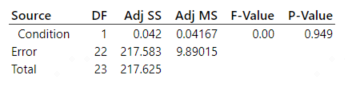 Source DF Adj SS Adj MS F-Value P-Value
Condition 1 0.042 0.04167 0.00 0.949
Error 22 217.583 9.89015
Total 23 217.625